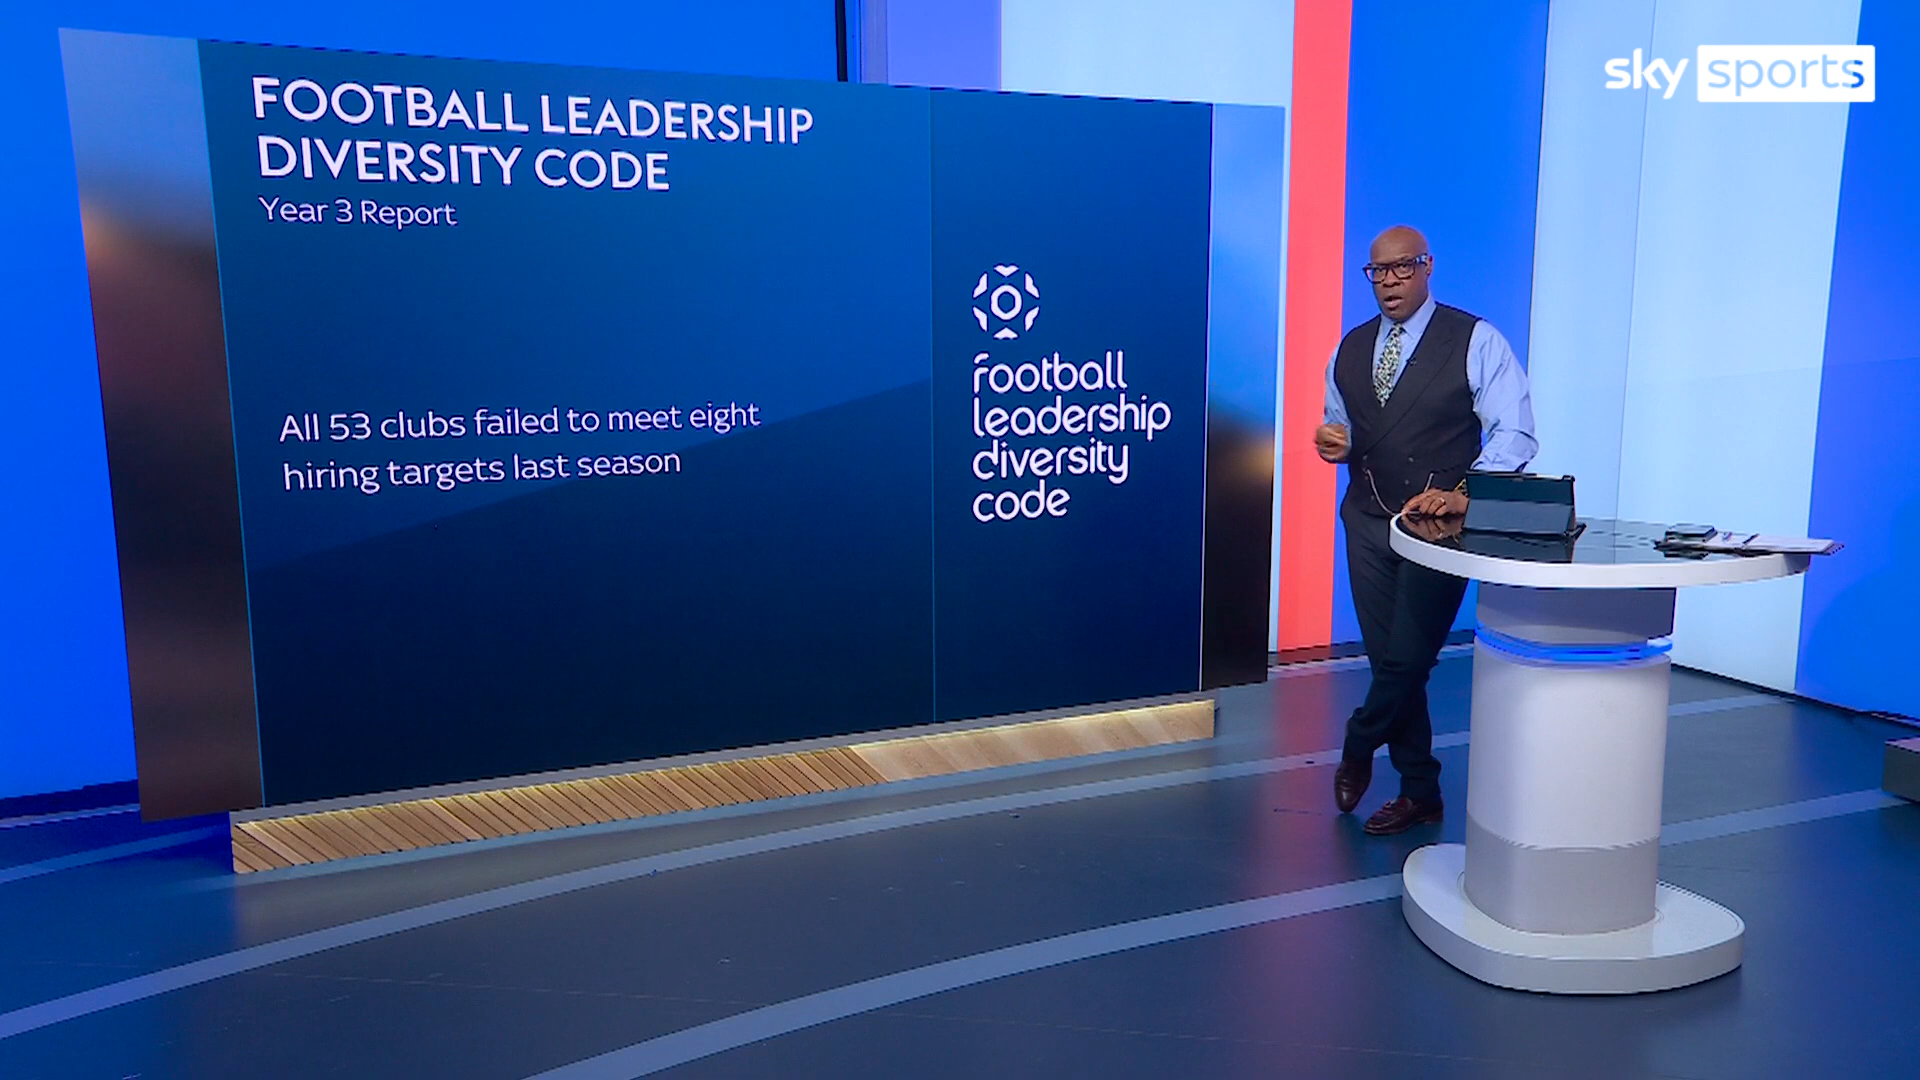 FOOTBALL LEADERSHIP
DIVERSITY CODE
Year 3 Report
All 53 clubs failed to meet eight
hiring targets last season
football
leadership
diversity
code
sky sports